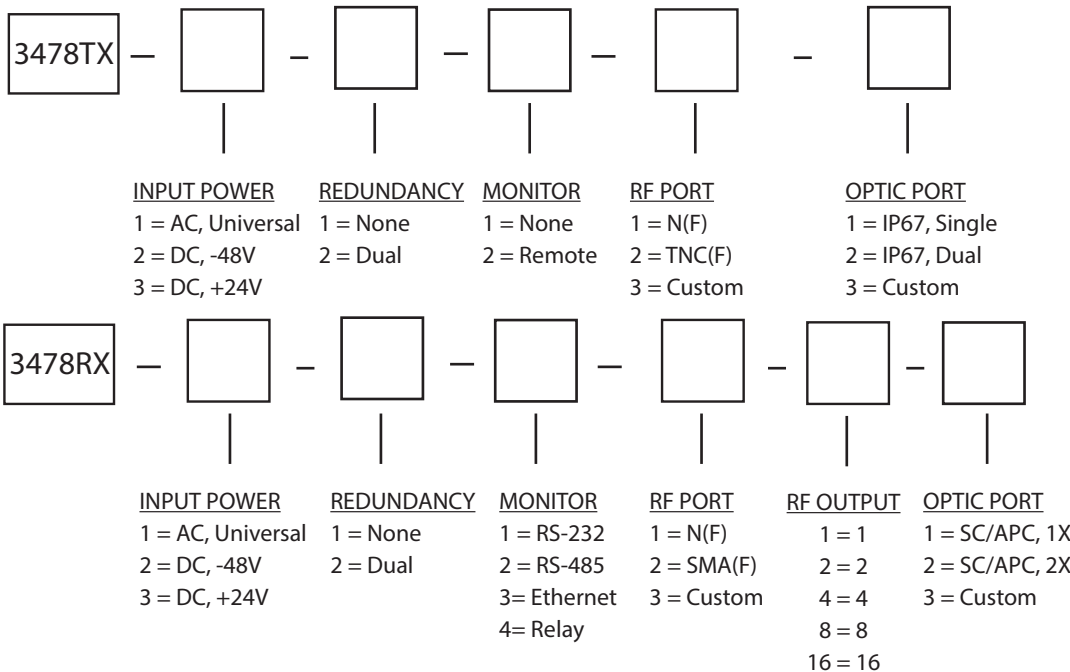 3478TX — – – – –
INPUT POWER
1 = AC, Universal
2 = DC, -48V
3 = DC, +24V
REDUNDANCY
1 = None
2 = Dual
MONITOR
1 = None
2 = Remote
RF PORT
1 = N(F)
2 = TNC(F)
3 = Custom
OPTIC PORT
1 = IP67, Single
2 = IP67, Dual
3 = Custom
3478RX — – – — – –
INPUT POWER
1 = AC, Universal
2 = DC, -48V
3 = DC, +24V
REDUNDANCY
1 = None
2 = Dual
MONITOR
1 = RS-232
2 = RS-485
3= Ethernet
4= Relay
RF PORT
1 = N(F)
2 = SMA(F)
3 = Custom
RF OUTPUT
1 = 1
2 = 2
4 = 4
8 = 8
16 = 16
OPTIC PORT
1 = SC/APC, 1X
2 = SC/APC, 2X
3 = Custom